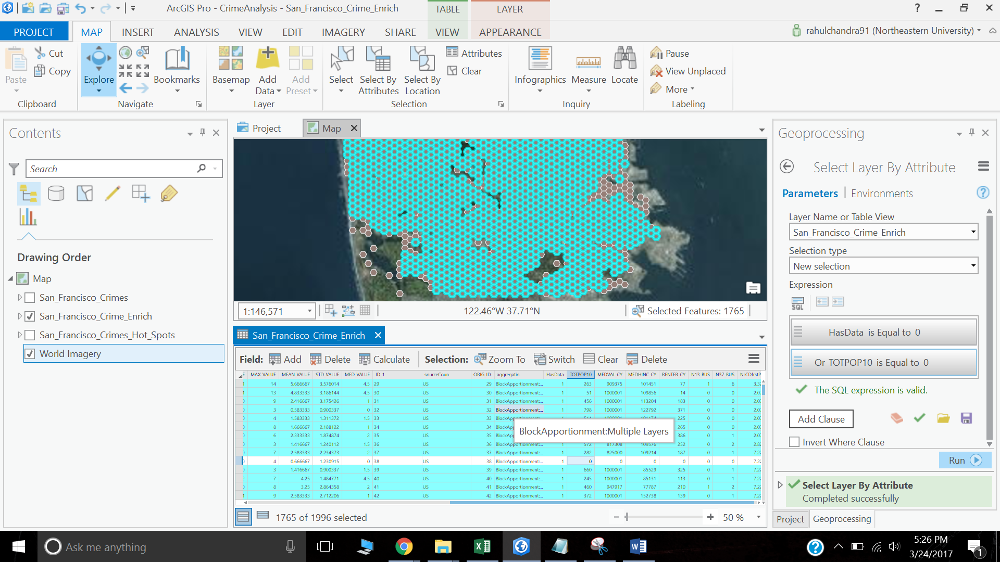 ArcGIS Pro - CrimeAnalysis - San_Francisco_Crime_Enrich
TABLE
LAYER
?
PROJECT
MAP
INSERT
ANALYSIS
VIEW
EDIT
IMAGERY
SHARE
VIEW
APPEARANCE
rahulchandra91 (Northeastern University)
Paste
Cut
Copy
Clipboard
Explore
Bookmarks
Navigate
Basemap
Add Data
Add Preset
Layer
Select
Select By Attributes
Select By Location
Attributes
Clear
Selection
Infographics
Measure
Locate
Inquiry
Pause
View Unplaced
More
Labeling
Contents
Search
Drawing Order
Map
San_Francisco_Crimes
San_Francisco_Crime_Enrich
San_Francisco_Crimes_Hot_Spots
World Imagery
Project
Map
1:146,571
122.46°W 37.71°N
Selected Features: 1765
San_Francisco_Crime_Enrich
Field: Add Delete Calculate Selection: Zoom To Switch Clear Delete
E MAX_VALUE MEAN_VALUE STD_VALUE MED_VALUE ID_1 sourceCoun ORIG_ID aggregatio HasData TOTPOP10 MEDVAL_CY MEDHINC_CY RENTER_CY N13_BUS N37_BUS NLCDfrstP
14 5.666667 3.576014 4.5 29 US 29 BlockApportionment:... 1 263 909375 101451 77 1 6 3.3
13 4.833333 3.186144 4.5 30 US 30 BlockApportionment:... 1 51 1000001 109856 14 0 0 2.0
9 2.416667 3.175426 1 31 US 31 BlockApportionment:... 1 456 1000001 113204 183 0 0 2.0
3 0.583333 0.900337 0 32 US 32 BlockApportionment:... 1 798 1000001 122792 371 0 0 2.0
4 1.583333 1.311372 1.5 33 US 33 225 0 0 2.0
8 1.666667 2.188122 1 34 US 34 265 0 0 2.0
6 2.333333 1.874874 2 35 US 35 386 0 1 2.0
3 1.416667 1.240112 1.5 36 US 36 BlockApportionment:... 1 572 817308 109576 252 0 2 2.8
7 2.583333 2.234373 2 37 US 37 BlockApportionment:... 1 282 825000 109214 187 0 1 7.2
4 0.666667 1.230915 0 38 US 38 BlockApportionment:... 1 0 0 0 0 0 0 7.2
3 1.416667 0.900337 1.5 39 US 39 BlockApportionment:... 1 660 1000001 85529 325 0 1 7.2
7 4.25 1.484771 4.5 40 US 40 BlockApportionment:... 1 245 1000001 85131 113 0 1 7.2
8 3.25 2.864358 2 41 US 41 BlockApportionment:... 1 460 947917 77787 210 1 2 7.2
9 2.583333 2.712206 1 42 US 42 BlockApportionment:... 1 372 1000001 152738 139 0 1 7.2
BlockApportionment:Multiple Layers
1765 of 1996 selected
50 %
Geoprocessing
Select Layer By Attribute
Parameters
Environments
?
Layer Name or Table View
San_Francisco_Crime_Enrich
Selection type
New selection
Expression
SQL
HasData is Equal to 0
Or TOTPOP10 is Equal to 0
The SQL expression is valid.
Add Clause
Invert Where Clause
Run
Select Layer By Attribute
Completed successfully
Project
Geoprocessing
Ask me anything
?
5:26 PM
3/24/2017
1